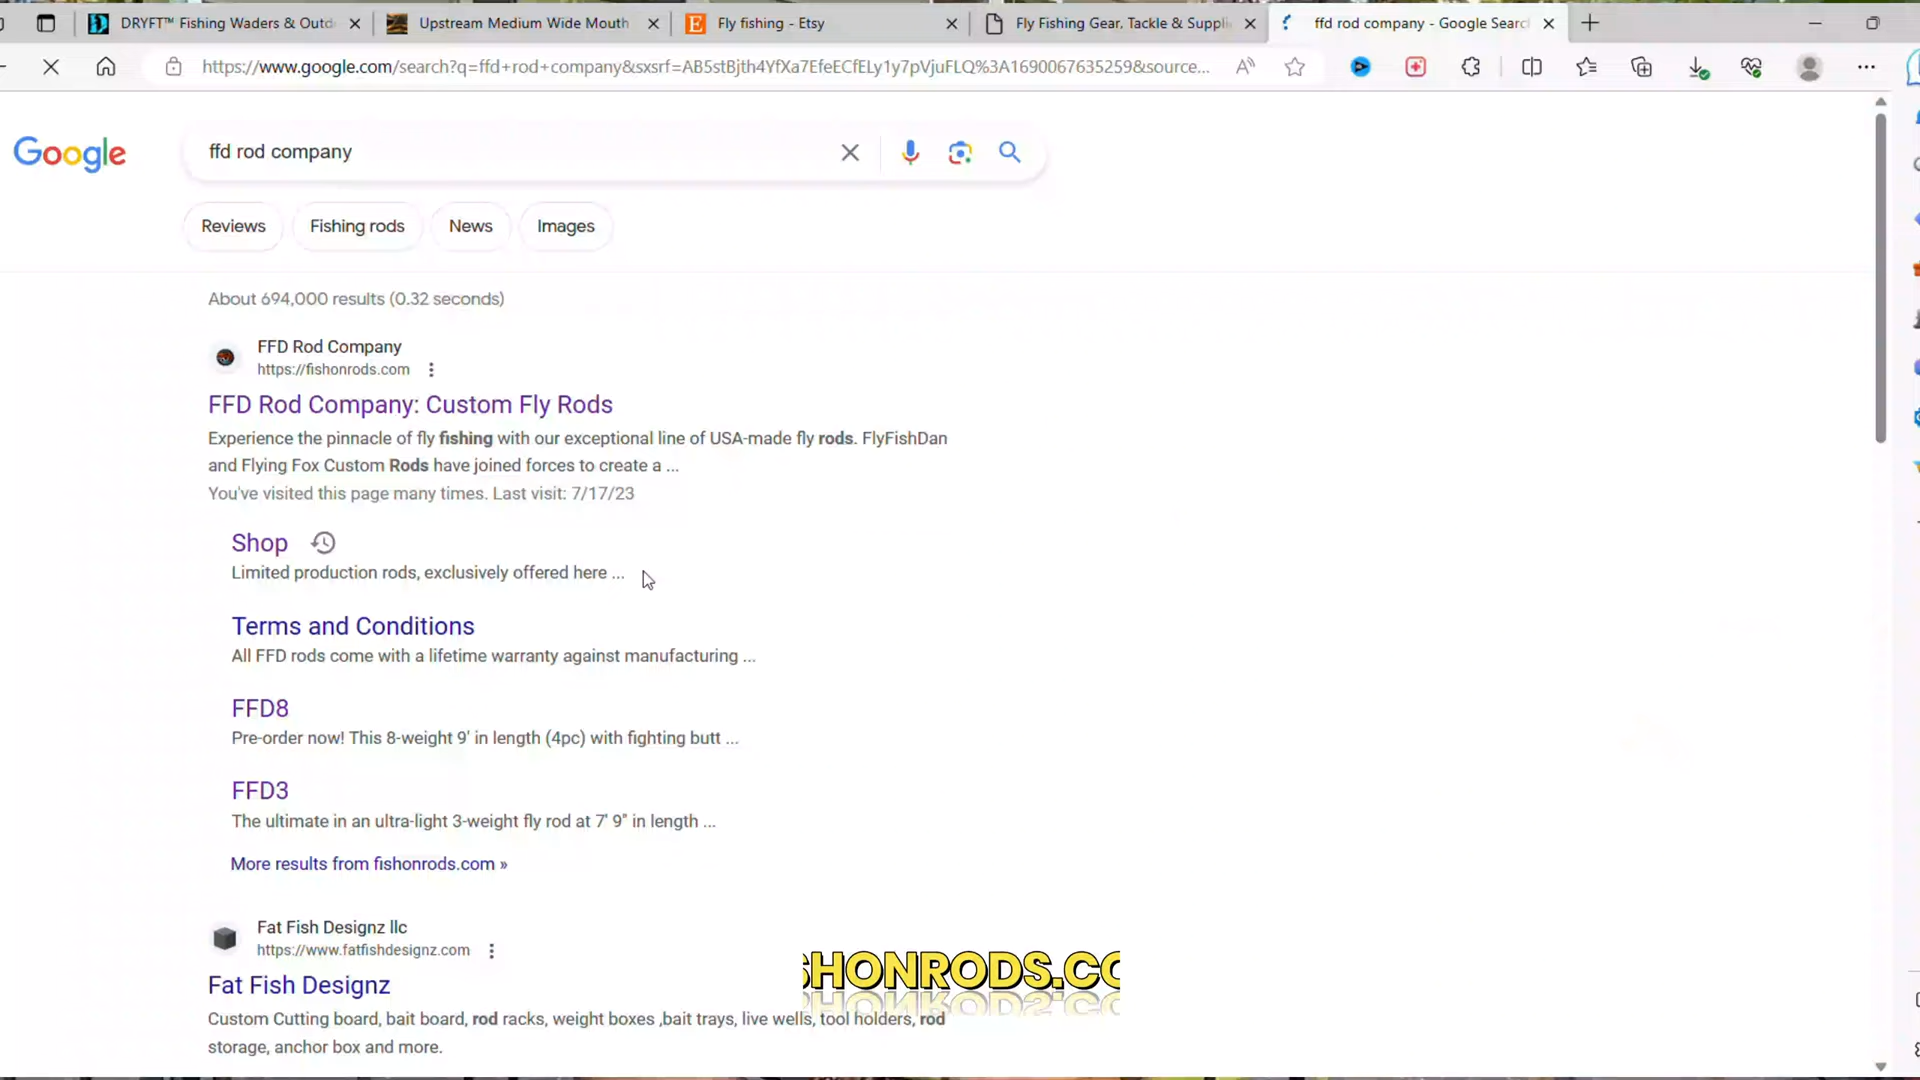 DRYFT™ Fishing Waders & Outd
Upstream Medium Wide Mouth
Fly fishing - Etsy
Fly Fishing Gear, Tackle & Suppli
ffd rod company - Google Search
https://www.google.com/search?q=ffd+rod+company&sxsrf=AB5stBjth4YfXa7EfeECfELy1y7pVjuFLQ%3A1690067635259&source...
Google
ffd rod company
Reviews
Fishing rods
News
Images
About 694,000 results (0.32 seconds)
FFD Rod Company
https://fishonrods.com
FFD Rod Company: Custom Fly Rods
Experience the pinnacle of fly fishing with our exceptional line of USA-made fly rods. FlyFishDan
and Flying Fox Custom Rods have joined forces to create a ...
You've visited this page many times. Last visit: 7/17/23
Shop
Limited production rods, exclusively offered here ...
Terms and Conditions
All FFD rods come with a lifetime warranty against manufacturing ...
FFD8
Pre-order now! This 8-weight 9' in length (4pc) with fighting butt ...
FFD3
The ultimate in an ultra-light 3-weight fly rod at 7' 9" in length ...
More results from fishonrods.com »
Fat Fish Designz llc
https://www.fatfishdesignz.com
SHONRODS.CO
Fat Fish Designz
Custom Cutting board, bait board, rod racks, weight boxes ,bait trays, live wells, tool holders, rod
storage, anchor box and more.